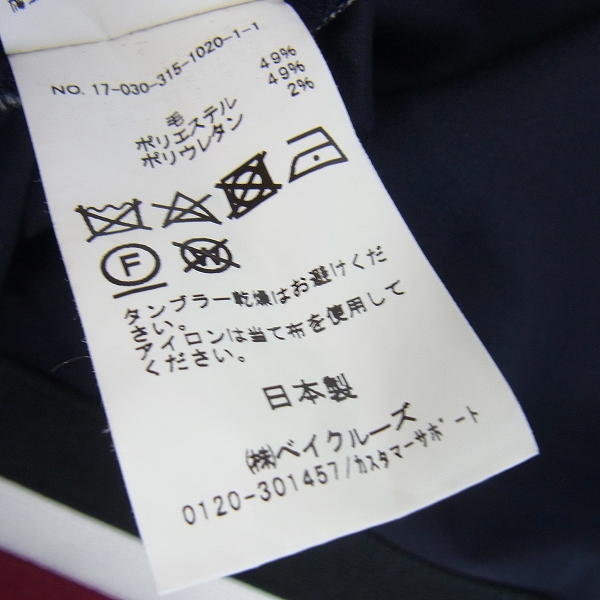 NO. 17-030-315-1020-1-1
毛 49%
ポリエステル 49%
ポリウレタン 2%
F W
タンブラー乾燥はお避けくだ
さい。
アイロンは当て布を使用して
ください。
日本製
(株)ベイクルーズ
0120-301457/カスタマーサポート